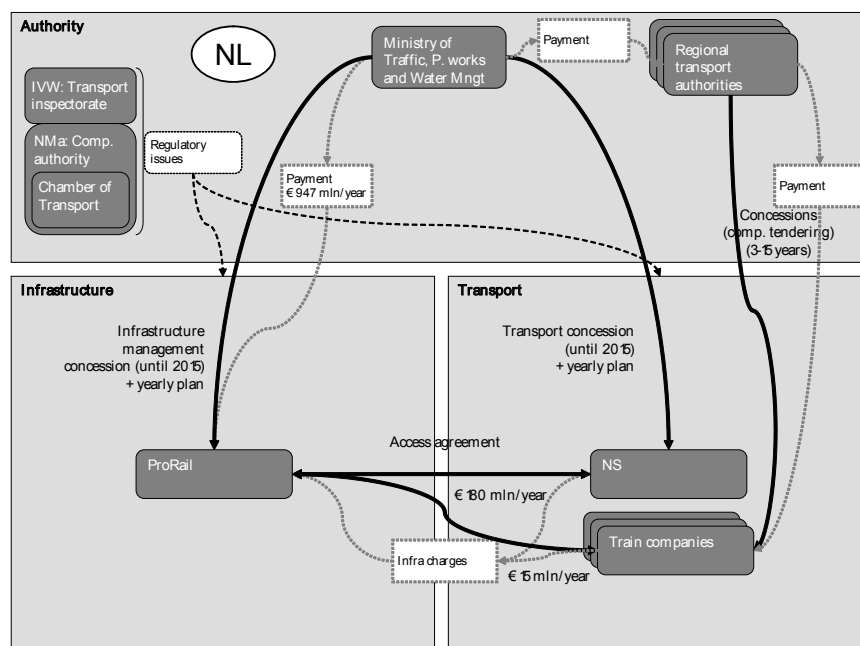 Authority
NL
Ministry of
Traffic, P. works
and Water Mngt
Payment
Regional
transport
authorities
IVW: Transport
inspectorate
NMa: Comp.
authority
Chamber of
Transport
Regulatory
issues
Payment
€ 947 mln/year
Payment
Concessions
(comp. tendering)
(3-15 years)
Infrastructure
Transport
Infrastructure
management
concession (until 2015)
+ yearly plan
Transport concession
(until 2015)
+ yearly plan
Access agreement
ProRail
NS
€ 180 mln/year
Train companies
Infra charges
€ 15 mln/year